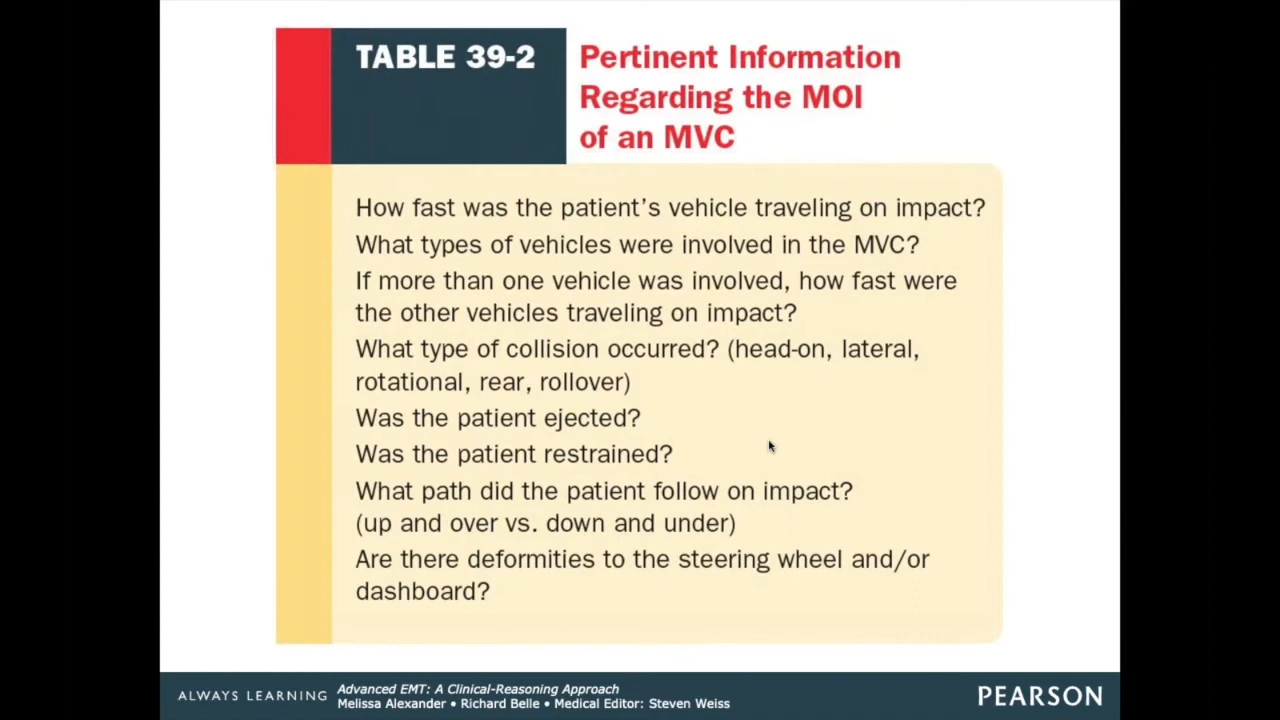 TABLE 39-2
Pertinent Information
Regarding the MOI
of an MVC
How fast was the patient’s vehicle traveling on impact?
What types of vehicles were involved in the MVC?
If more than one vehicle was involved, how fast were
the other vehicles traveling on impact?
What type of collision occurred? (head-on, lateral,
rotational, rear, rollover)
Was the patient ejected?
Was the patient restrained?
What path did the patient follow on impact?
(up and over vs. down and under)
Are there deformities to the steering wheel and/or
dashboard?
ALWAYS LEARNING
Advanced EMT: A Clinical-Reasoning Approach
Melissa Alexander • Richard Belle • Medical Editor: Steven Weiss
PEARSON